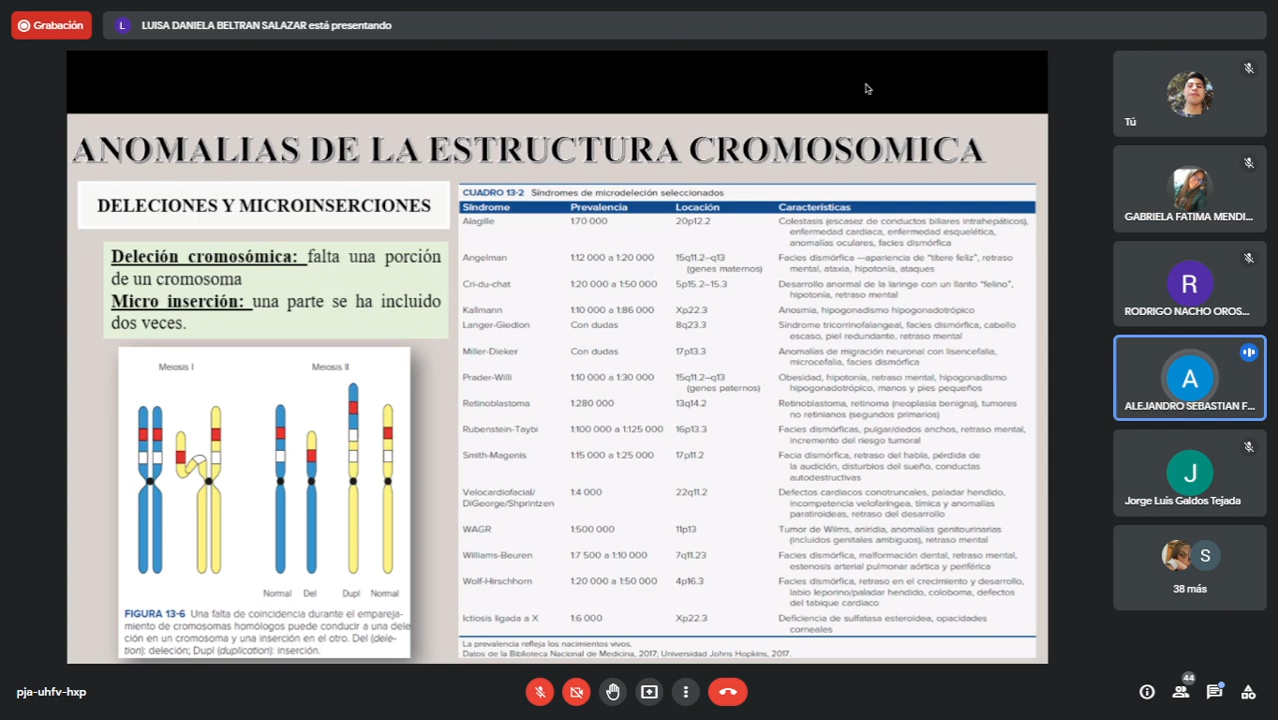 Grabación
L
LUISA DANIELA BELTRAN SALAZAR está presentando
ANOMALIAS DE LA ESTRUCTURA CROMOSOMICA
DELECIONES Y MICROINSERCIONES
Deleción cromosómica: falta una porción
de un cromosoma
Micro inserción: una parte se ha incluido
dos veces.
Meiosis I Meiosis II
Normal Del Dupl Normal
FIGURA 13-6 Una falta de coincidencia durante el empareja-
miento de cromosomas homólogos puede conducir a una dele
ción en un cromosoma y una inserción en el otro. Del (dele-
tion): deleción; Dupl (duplication): inserción.
CUADRO 13-2 Síndromes de microdeleción seleccionados
Síndrome Prevalencia Locación Características
Alagille 1:70 000 20p12.2 Colestasis (escasez de conductos biliares intrahepáticos),
enfermedad cardiaca, enfermedad esquelética,
anomalías oculares, facies dismórfica
Angelman 1:12 000 a 1:20 000 15q11.2–q13 Facies dismórfica —apariencia de "títere feliz", retraso
(genes maternos) mental, ataxia, hipotonía, ataques
Cri-du-chat 1:20 000 a 1:50 000 5p15.2–15.3 Desarrollo anormal de la laringe con un llanto "felino",
hipotonía, retraso mental
Kallmann 1:10 000 a 1:86 000 Xp22.3 Anosmia, hipogonadismo hipogonadotrópico
Langer-Giedion Con dudas 8q23.3 Síndrome tricorrinofalangeal, facies dismórfica, cabello
escaso, piel redundante, retraso mental
Miller-Dieker Con dudas 17p13.3 Anomalías de migración neuronal con lisencefalia,
microcefalia, facies dismórfica
Prader-Willi 1:10 000 a 1:30 000 15q11.2–q13 Obesidad, hipotonía, retraso mental, hipogonadismo
(genes paternos) hipogonadotrópico, manos y pies pequeños
Retinoblastoma 1:280 000 13q14.2 Retinoblastoma, retinoma (neoplasia benigna), tumores
no retinianos (segundos primarios)
Rubenstein-Taybi 1:100 000 a 1:125 000 16p13.3 Facies dismórficas, pulgar/dedos anchos, retraso mental,
incremento del riesgo tumoral
Smith-Magenis 1:15 000 a 1:25 000 17p11.2 Facia dismórfica, retraso del habla, pérdida de
la audición, disturbios del sueño, conductas
autodestructivas
Velocardiofacial/ 1:4 000 22q11.2 Defectos cardiacos conotruncales, paladar hendido,
DiGeorge/Shprintzen incompetencia velofaríngea, tímica y anomalías
paratiroideas, retraso del desarrollo
WAGR 1:500 000 11p13 Tumor de Wilms, aniridia, anomalías genitourinarias
(incluidos genitales ambiguos), retraso mental
Williams-Beuren 1:7 500 a 1:10 000 7q11.23 Facies dismórfica, malformación dental, retraso mental,
estenosis arterial pulmonar aórtica y periférica
Wolf-Hirschhorn 1:20 000 a 1:50 000 4p16.3 Facies dismórfica, retraso en el crecimiento y desarrollo,
labio leporino/paladar hendido, coloboma, defectos
del tabique cardiaco
Ictiosis ligada a X 1:6 000 Xp22.3 Deficiencia de sulfatasa esteroidea, opacidades
corneales
La prevalencia refleja los nacimientos vivos.
Datos de la Biblioteca Nacional de Medicina, 2017; Universidad Johns Hopkins, 2017.
Tú
GABRIELA FATIMA MENDI...
R
RODRIGO NACHO OROS...
A
ALEJANDRO SEBASTIAN F...
J
Jorge Luis Galdos Tejada
S
38 más
pja-uhfv-hxp
44